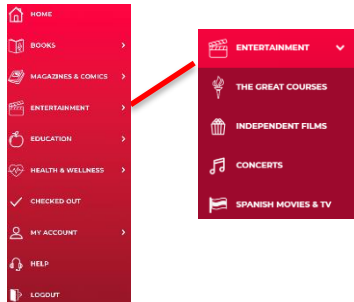 HOME
BOOKS
MAGAZINES & COMICS
ENTERTAINMENT
EDUCATION
HEALTH & WELLNESS
CHECKED OUT
MY ACCOUNT
HELP
LOGOUT
ENTERTAINMENT
THE GREAT COURSES
INDEPENDENT FILMS
CONCERTS
SPANISH MOVIES & TV